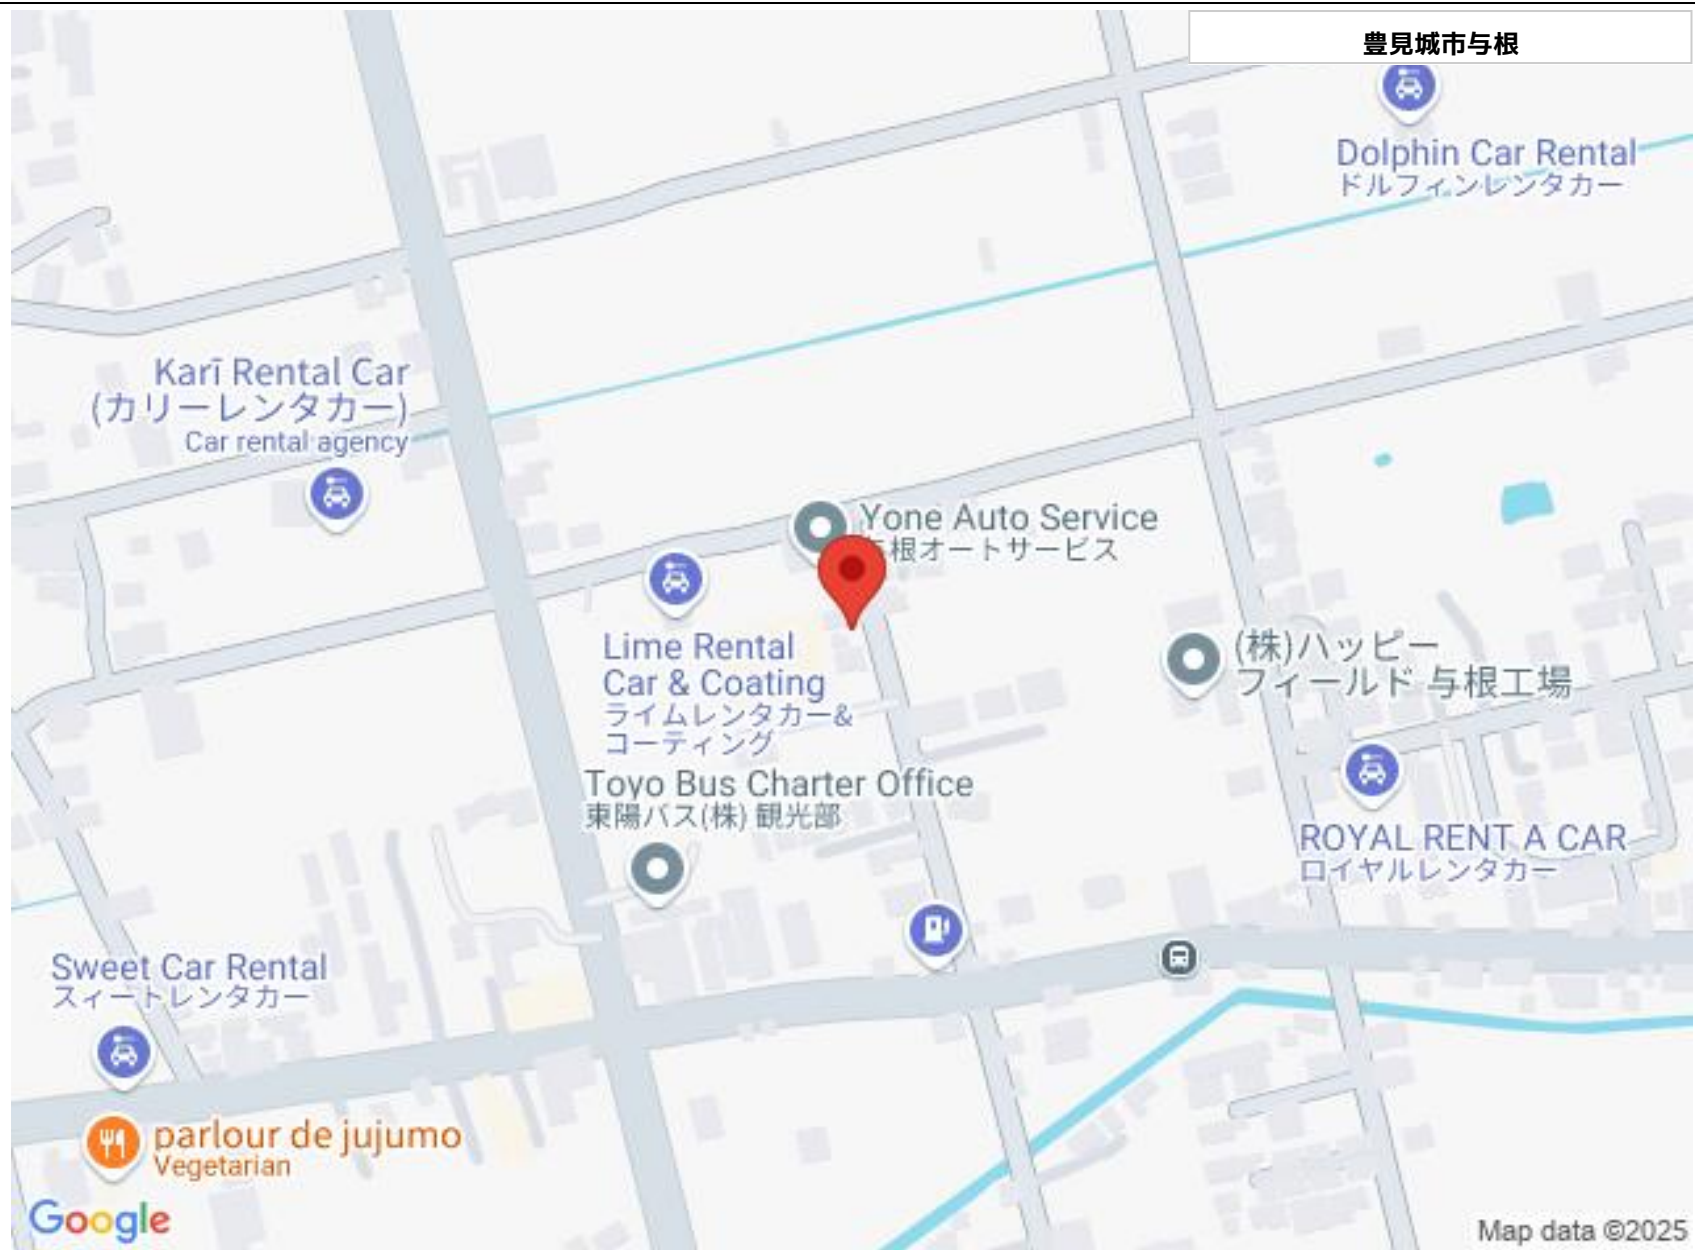 豊見城市与根
Dolphin Car Rental
ドルフィンレンタカー
Karī Rental Car
(カリーレンタカー)
Car rental agency
Yone Auto Service
根オートサービス
Lime Rental
Car & Coating
ライムレンタカー&
コーティング
(株)ハッピー
フィールド 与根工場
Toyo Bus Charter Office
東陽バス(株) 観光部
ROYAL RENT A CAR
ロイヤルレンタカー
Sweet Car Rental
スィートレンタカー
parlour de jujumo
Vegetarian
Google
Map data ©2025